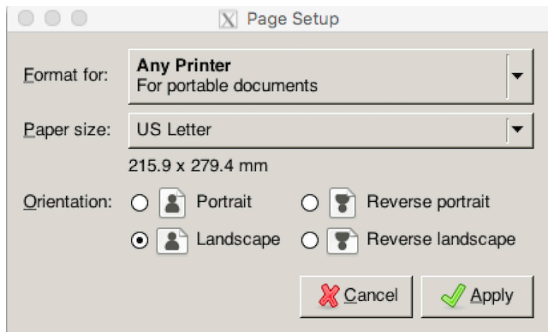 Page Setup
Format for:
Any Printer
For portable documents
Paper size:
US Letter
215.9 x 279.4 mm
Orientation:
Portrait
Reverse portrait
Landscape
Reverse landscape
Cancel
Apply